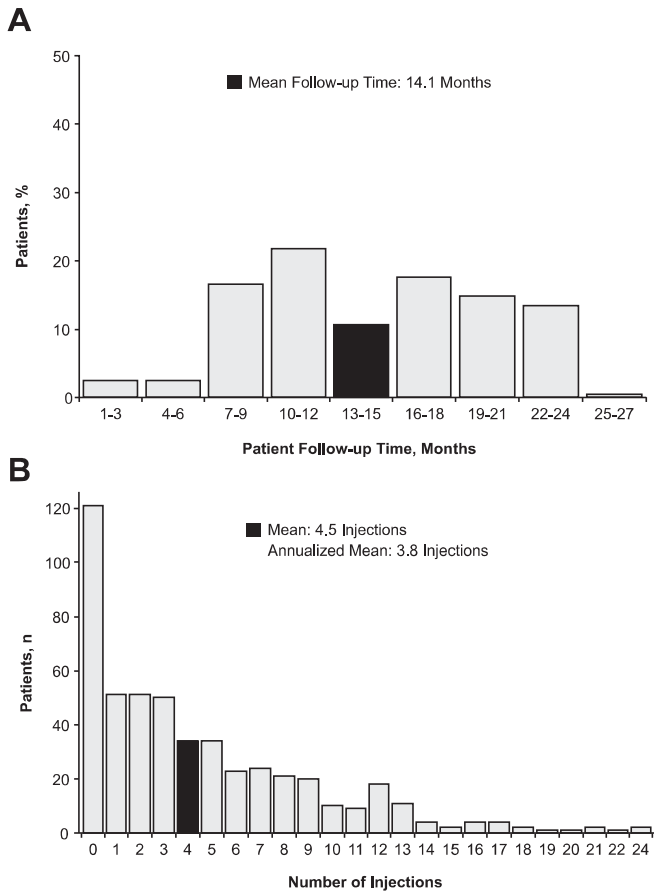 A
50
40
30
20
10
0
Patients, %
Mean Follow-up Time: 14.1 Months
1-3 4-6 7-9 10-12 13-15 16-18 19-21 22-24 25-27
Patient Follow-up Time, Months
B
120
100
80
60
40
20
0
Patients, n
Mean: 4.5 Injections
Annualized Mean: 3.8 Injections
0 1 2 3 4 5 6 7 8 9 10 11 12 13 14 15 16 17 18 19 20 21 22 24
Number of Injections